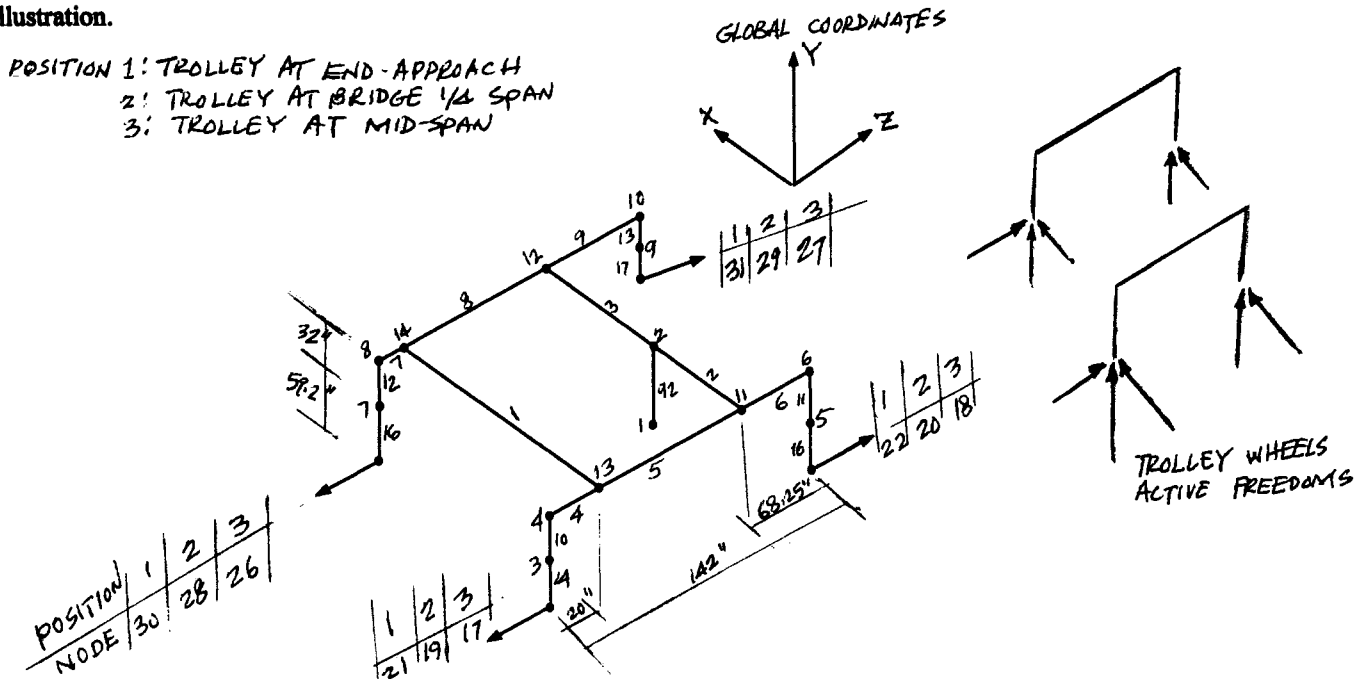 llustration.
GLOBAL COORDINATES
POSITION 1: TROLLEY AT END-APPROACH
2: TROLLEY AT BRIDGE 1/4 SPAN
3: TROLLEY AT MID-SPAN
Y
X
Z
10
1 2 3
31 29 27
9
13 9
17
12
8
3
32"
59.2"
14
8
7
12
7
16
2
2
92
1
1
11
6
6
11
5
16
1 2 3
22 20 18
5
13
4
4
10
3
14
20"
68.25"
142"
TROLLEY WHEELS
ACTIVE FREEDOMS
POSITION 1 2 3
NODE 30 28 26
1 2 3
21 19 17